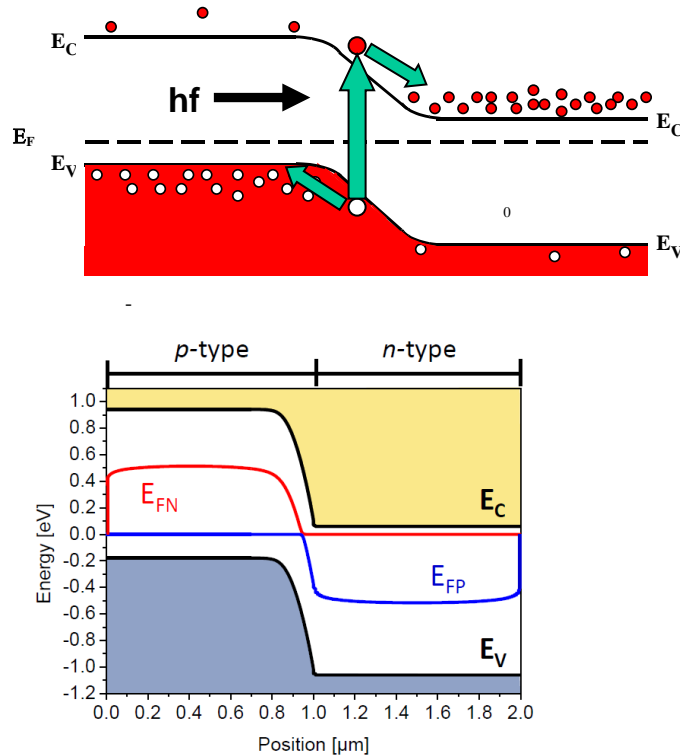 E_C
hf
E_C
E_F
E_V
0
E_V
-
p-type n-type
1.0
0.8
0.6
0.4
0.2
0.0
-0.2
-0.4
-0.6
-0.8
-1.0
-1.2
Energy [eV]
E_FN
E_C
E_FP
E_V
0.0 0.2 0.4 0.6 0.8 1.0 1.2 1.4 1.6 1.8 2.0
Position [µm]